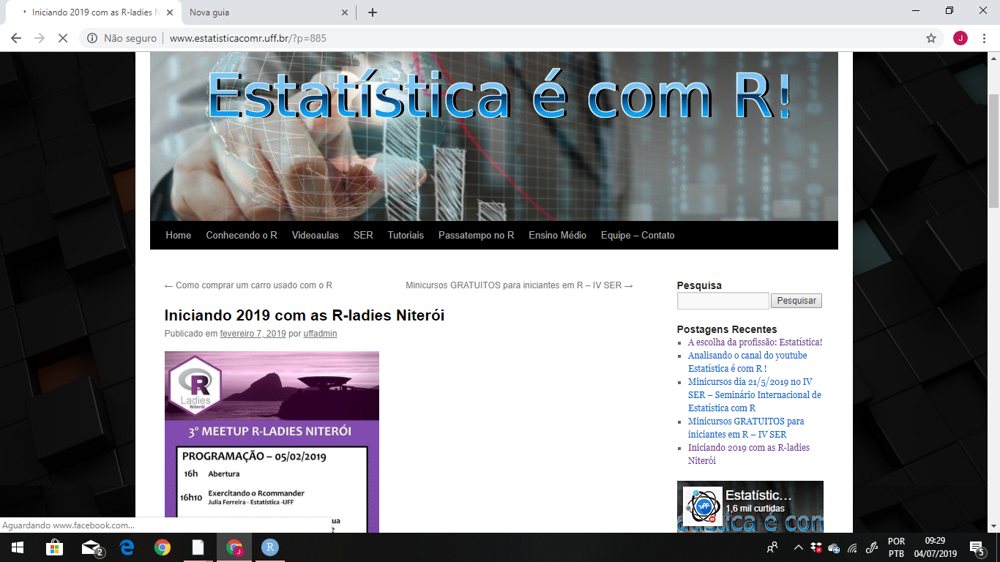 Iniciando 2019 com as R-ladies N
Nova guia
Não seguro
www.estatisticacomr.uff.br/?p=885
J
Estatística é com R!
Home Conhecendo o R Videoaulas SER Tutoriais Passatempo no R Ensino Médio Equipe – Contato
← Como comprar um carro usado com o R
Minicursos GRATUITOS para iniciantes em R – IV SER →
Iniciando 2019 com as R-ladies Niterói
Publicado em fevereiro 7, 2019 por uffadmin
R
Ladies
Niterói
3º MEETUP R-LADIES NITERÓI
PROGRAMAÇÃO – 05/02/2019
16h Abertura
16h10 Exercitando o Rcommander
Julia Ferreira - Estatística -UFF
Pesquisa
Pesquisar
Postagens Recentes
A escolha da profissão: Estatística!
Analisando o canal do youtube
Estatística é com R !
Minicursos dia 21/5/2019 no IV
SER – Seminário Internacional de
Estatística com R
Minicursos GRATUITOS para
iniciantes em R – IV SER
Iniciando 2019 com as R-ladies
Niterói
uff
Estatístic...
1,6 mil curtidas
Aguardando www.facebook.com...
2
J
R
POR
PTB
09:29
04/07/2019
5